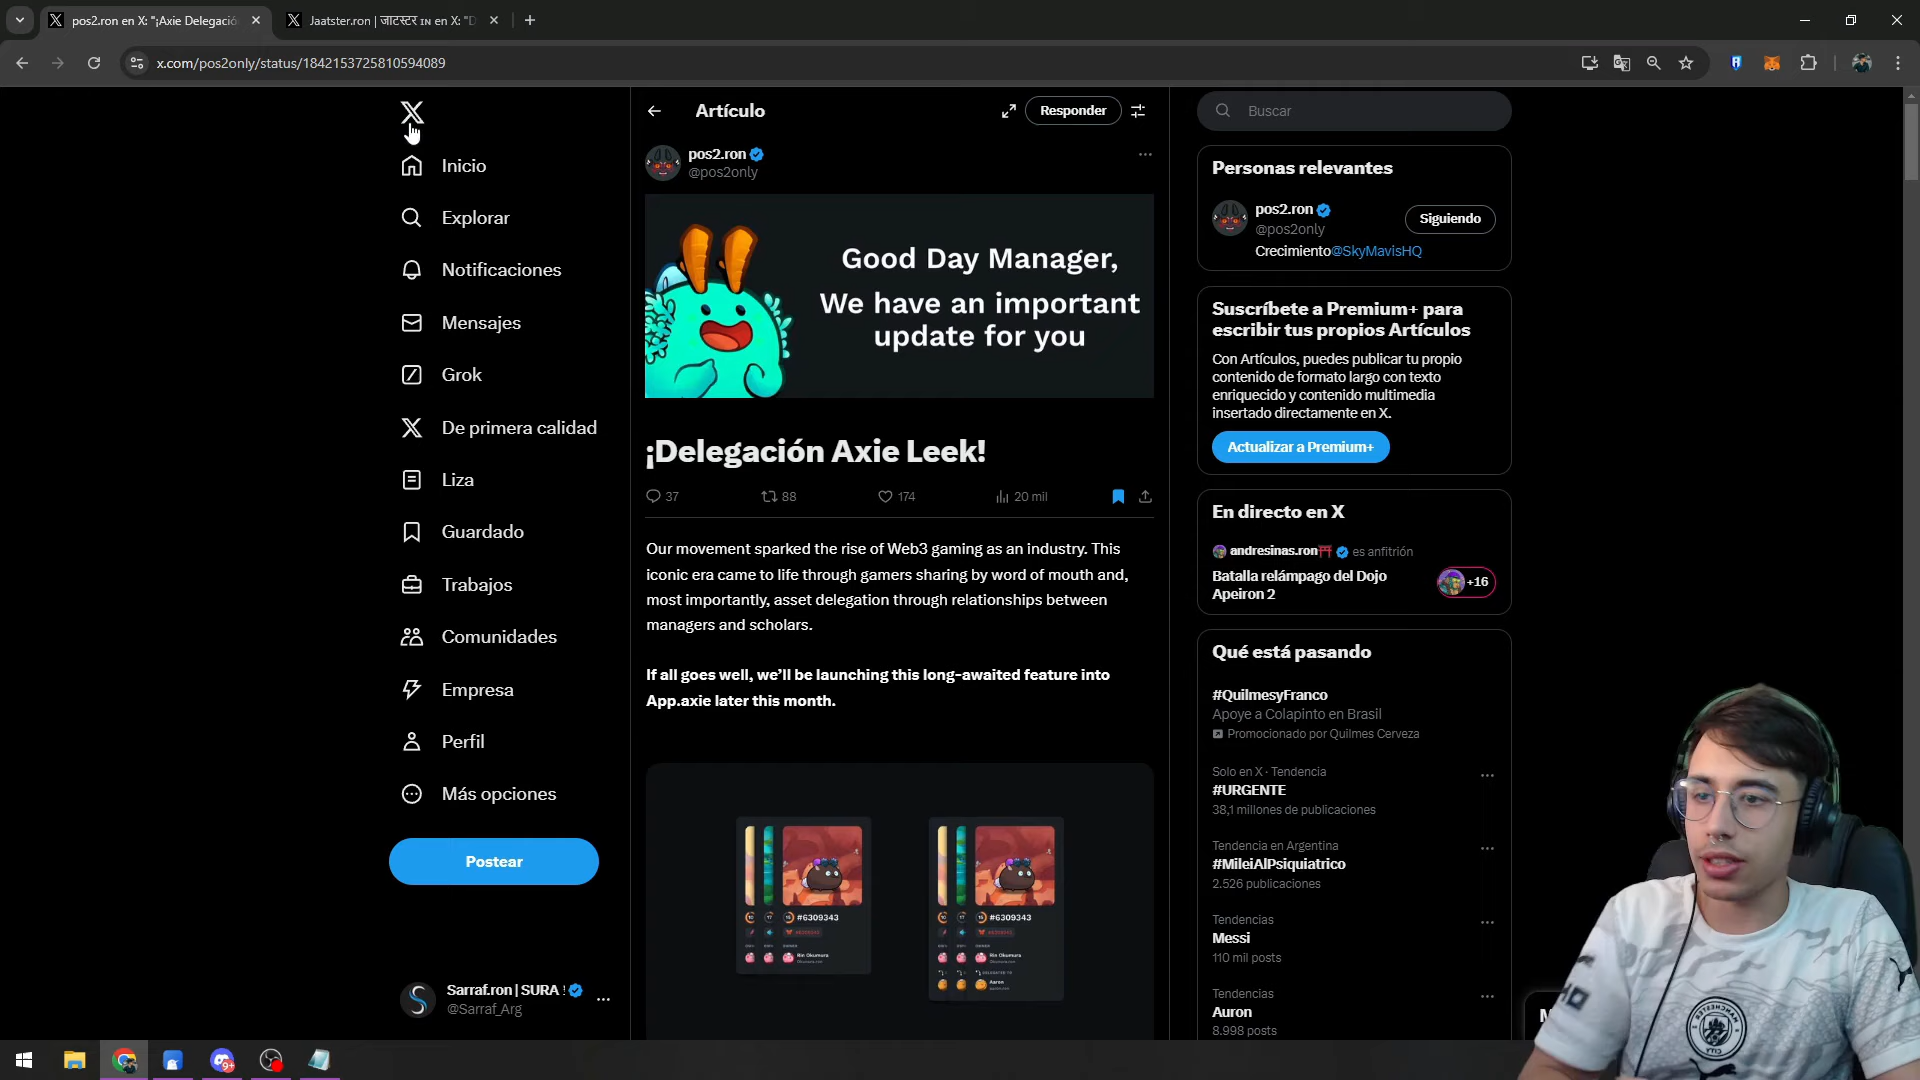 pos2.ron en X: "¡Axie Delegació
Jaatster.ron | जाटस्टर ɪɴ en X: "D
x.com/pos2only/status/1842153725810594089
Inicio
Explorar
Notificaciones
Mensajes
Grok
De primera calidad
Liza
Guardado
Trabajos
Comunidades
Empresa
Perfil
Más opciones
Postear
Sarraf.ron | SURA !
@Sarraf_Arg
Artículo
Responder
pos2.ron
@pos2only
Good Day Manager,
We have an important
update for you
¡Delegación Axie Leek!
37
88
174
20 mil
Our movement sparked the rise of Web3 gaming as an industry. This
iconic era came to life through gamers sharing by word of mouth and,
most importantly, asset delegation through relationships between
managers and scholars.
If all goes well, we'll be launching this long-awaited feature into
App.axie later this month.
#6309343
Rin Okumura
#6309343
Rin Okumura
Aaron
Buscar
Personas relevantes
pos2.ron
@pos2only
Siguiendo
Crecimiento@SkyMavisHQ
Suscríbete a Premium+ para
escribir tus propios Artículos
Con Artículos, puedes publicar tu propio
contenido de formato largo con texto
enriquecido y contenido multimedia
insertado directamente en X.
Actualizar a Premium+
En directo en X
andresinas.ron es anfitrión
Batalla relámpago del Dojo
Apeiron 2
+16
Qué está pasando
#QuilmesyFranco
Apoye a Colapinto en Brasil
Promocionado por Quilmes Cerveza
Solo en X · Tendencia
#URGENTE
38,1 millones de publicaciones
Tendencia en Argentina
#MileiAlPsiquiatrico
2.526 publicaciones
Tendencias
Messi
110 mil posts
Tendencias
Auron
8.998 posts
9+
MANCHESTER
CITY